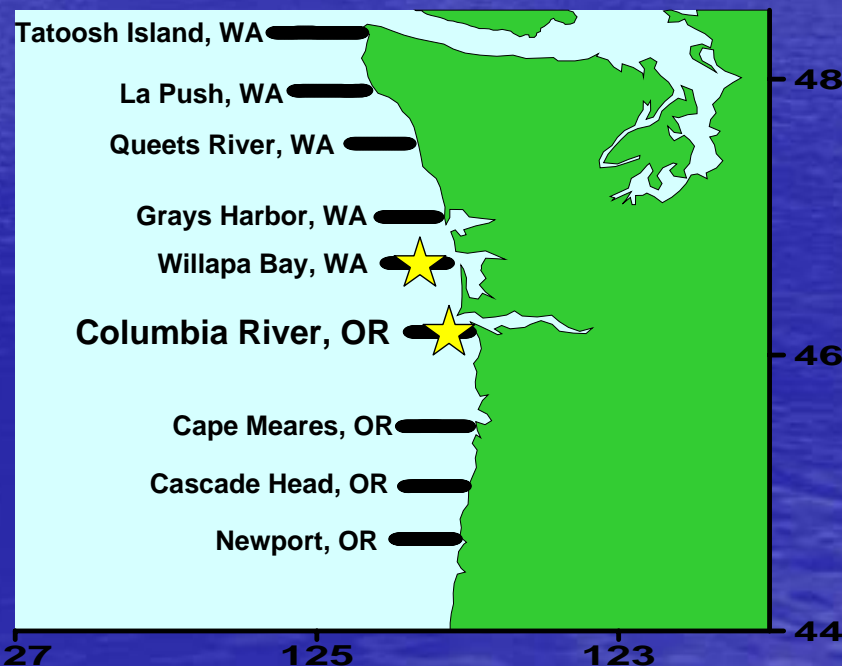 Tatoosh Island, WA
48
La Push, WA
Queets River, WA
Grays Harbor, WA
Willapa Bay, WA
Columbia River, OR
46
Cape Meares, OR
Cascade Head, OR
Newport, OR
44
27
125
123